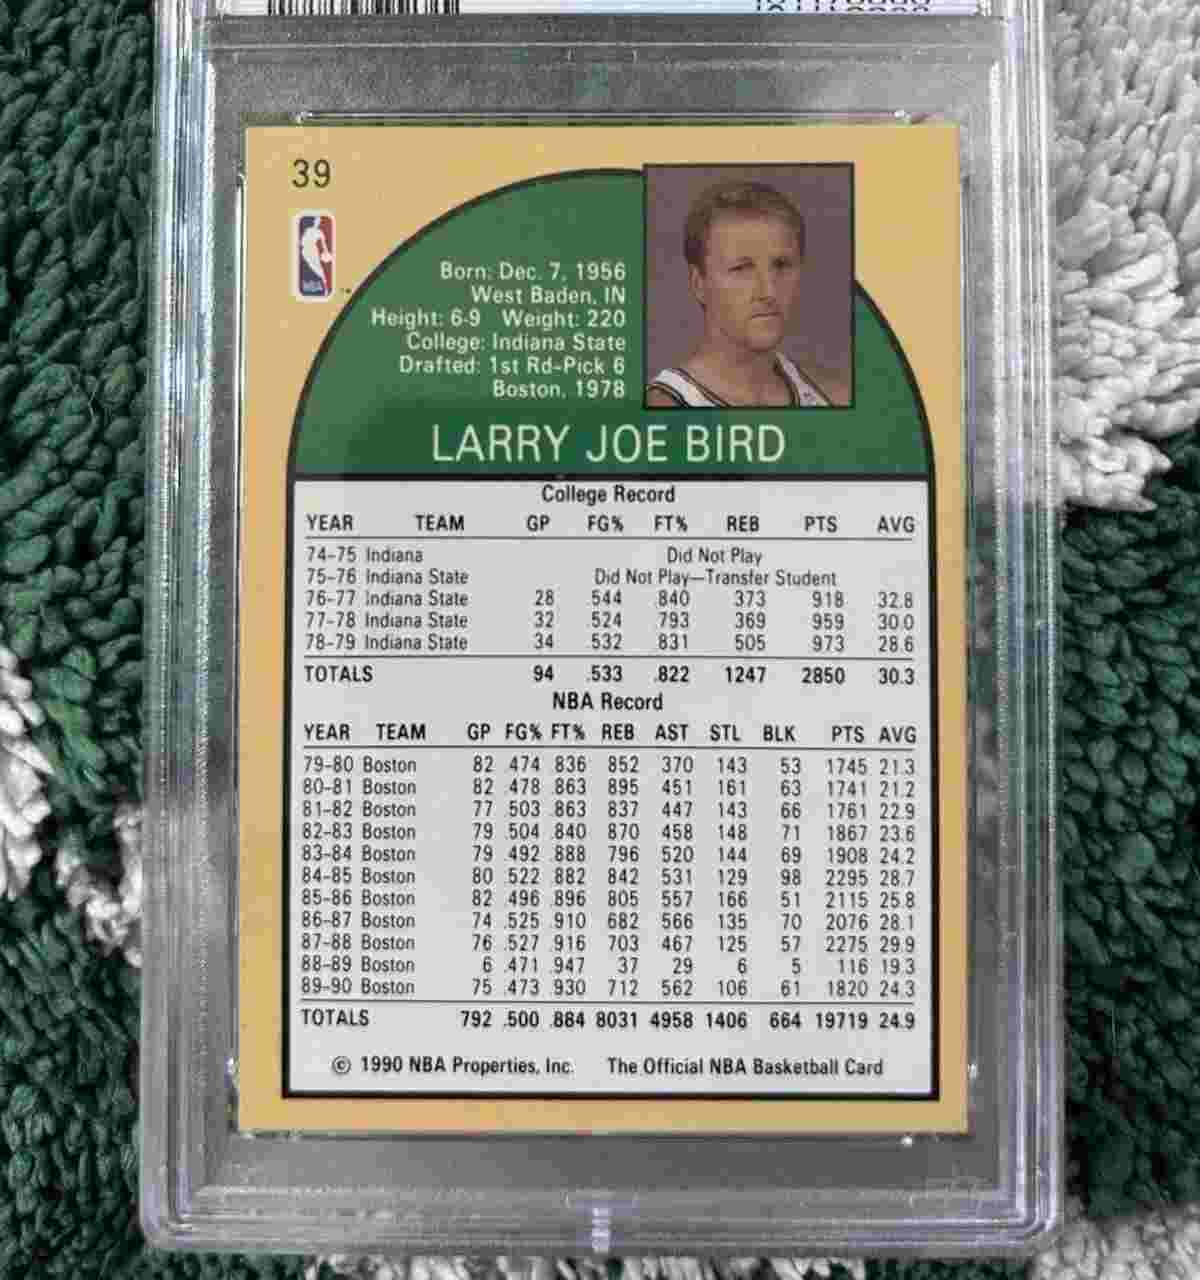 39
NBA
Born: Dec. 7, 1956
West Baden, IN
Height: 6-9 Weight: 220
College: Indiana State
Drafted: 1st Rd-Pick 6
Boston, 1978
LARRY JOE BIRD
College Record
YEAR TEAM GP FG% FT% REB PTS AVG
74-75 Indiana Did Not Play
75-76 Indiana State Did Not Play—Transfer Student
76-77 Indiana State 28 .544 .840 373 918 32.8
77-78 Indiana State 32 .524 .793 369 959 30.0
78-79 Indiana State 34 .532 .831 505 973 28.6
TOTALS 94 .533 .822 1247 2850 30.3
NBA Record
YEAR TEAM GP FG% FT% REB AST STL BLK PTS AVG
79-80 Boston 82 .474 .836 852 370 143 53 1745 21.3
80-81 Boston 82 .478 .863 895 451 161 63 1741 21.2
81-82 Boston 77 .503 .863 837 447 143 66 1761 22.9
82-83 Boston 79 .504 .840 870 458 148 71 1867 23.6
83-84 Boston 79 .492 .888 796 520 144 69 1908 24.2
84-85 Boston 80 .522 .882 842 531 129 98 2295 28.7
85-86 Boston 82 .496 .896 805 557 166 51 2115 25.8
86-87 Boston 74 .525 .910 682 566 135 70 2076 28.1
87-88 Boston 76 .527 .916 703 467 125 57 2275 29.9
88-89 Boston 6 .471 .947 37 29 6 5 116 19.3
89-90 Boston 75 .473 .930 712 562 106 61 1820 24.3
TOTALS 792 .500 .884 8031 4958 1406 664 19719 24.9
© 1990 NBA Properties, Inc. The Official NBA Basketball Card